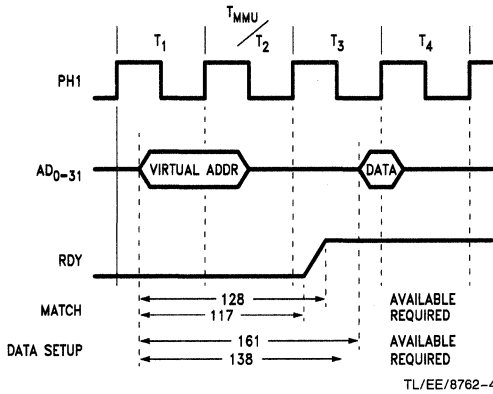 TMMU
T1 T2 T3 T4
PH1
AD0-31 VIRTUAL ADDR DATA
RDY
MATCH 128 AVAILABLE
117 REQUIRED
DATA SETUP 161 AVAILABLE
138 REQUIRED
TL/EE/8762-4